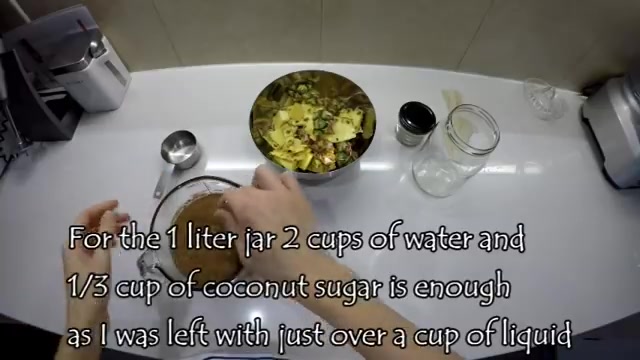 For the 1 liter jar 2 cups of water and
1/3 cup of coconut sugar is enough
as I was left with just over a cup of liquid